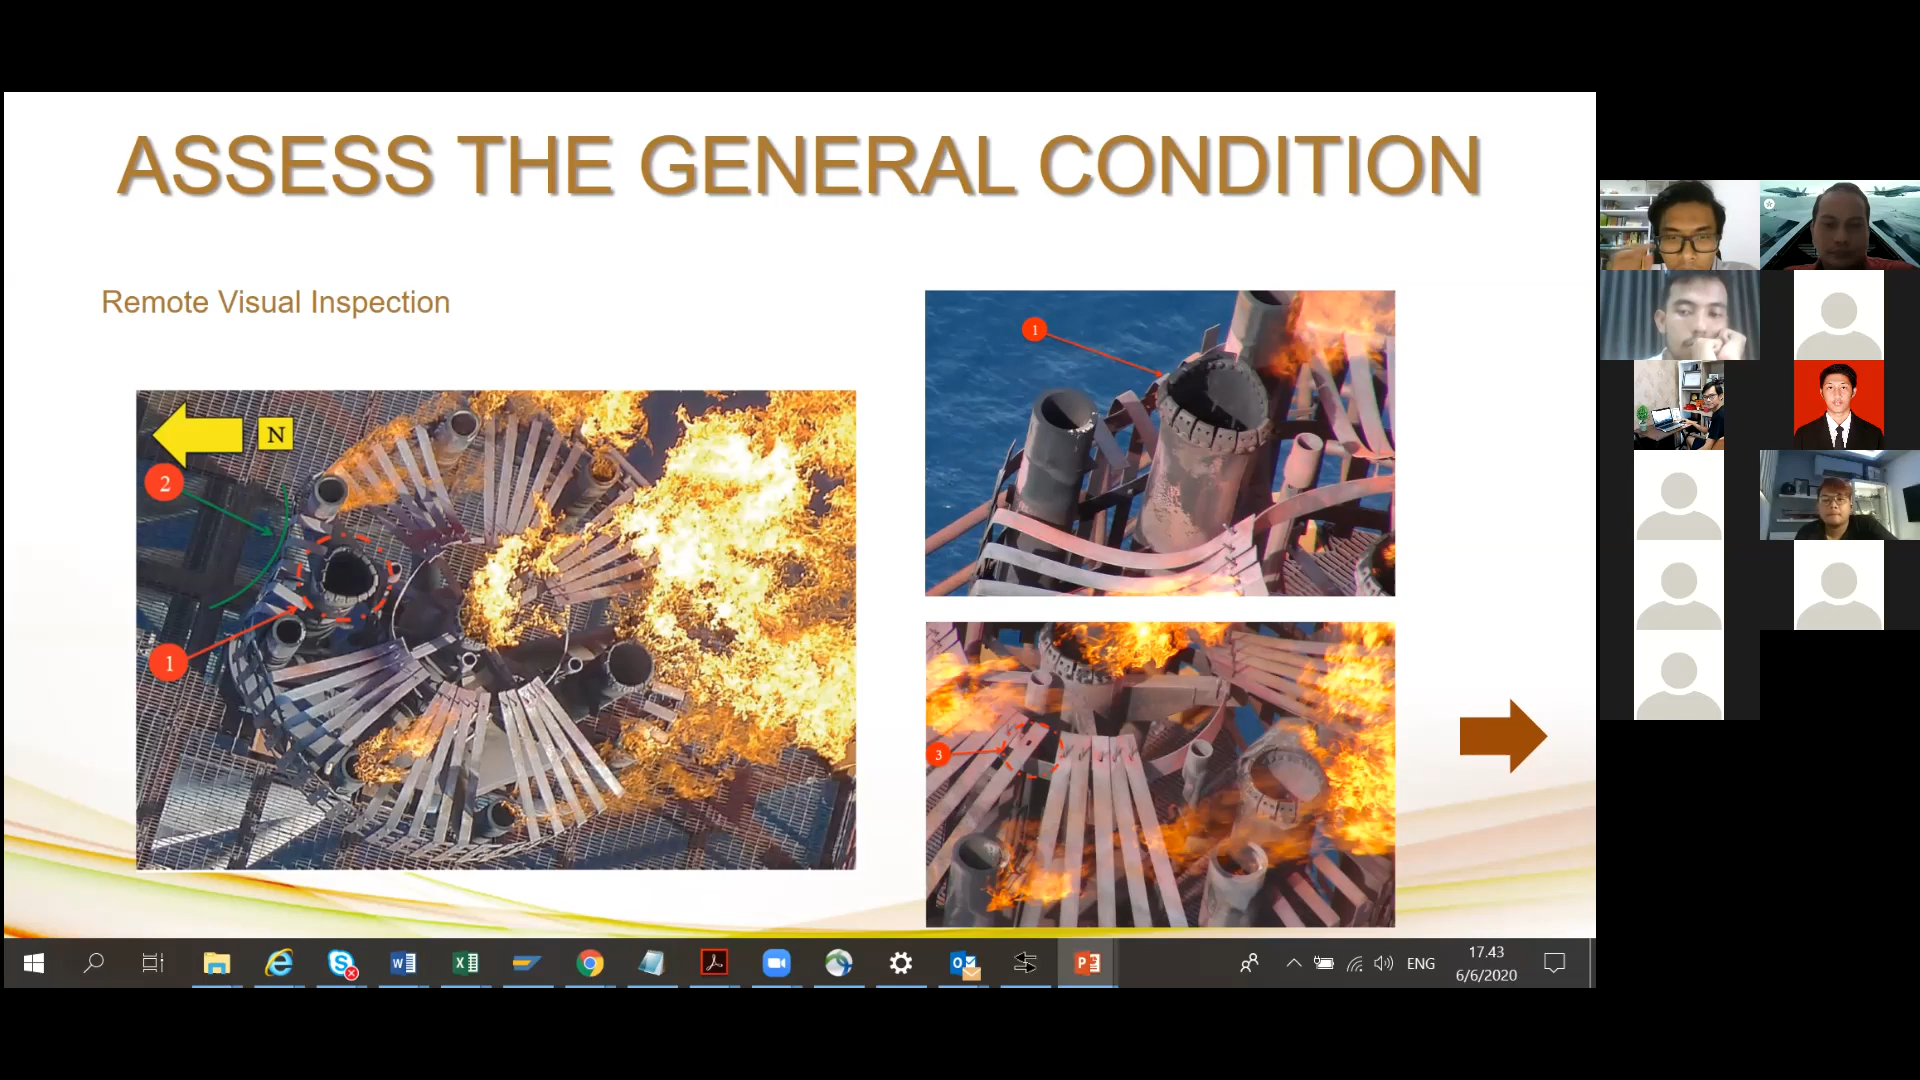 ASSESS THE GENERAL CONDITION
Remote Visual Inspection
N
2
1
1
3
ENG
17.43
6/6/2020